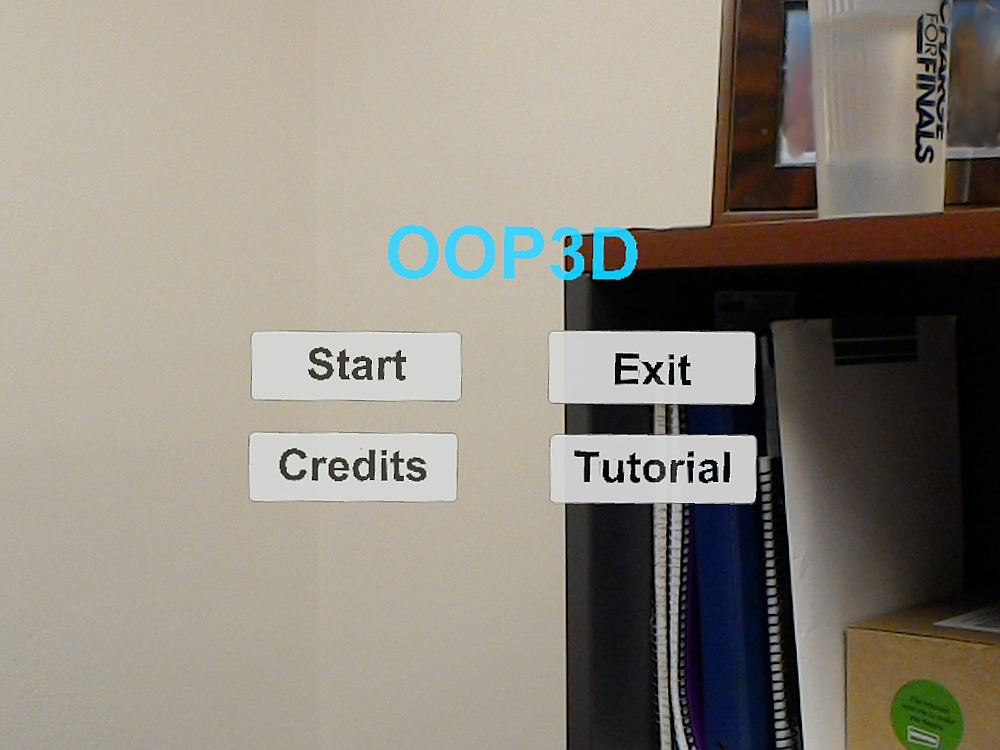 CHARGE
FOR FINALS
OOP3D
Start
Exit
Credits
Tutorial